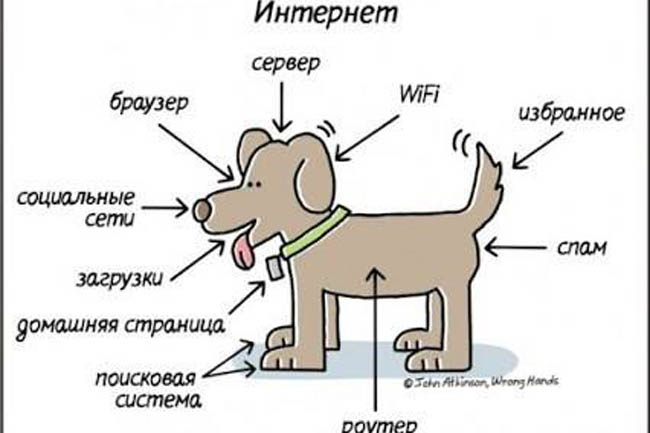 Интернет
сервер
браузер
WiFi
избранное
социальные
сети
спам
загрузки
домашняя страница
поисковая
система
© John Atkinson, Wrong Hands
роутер